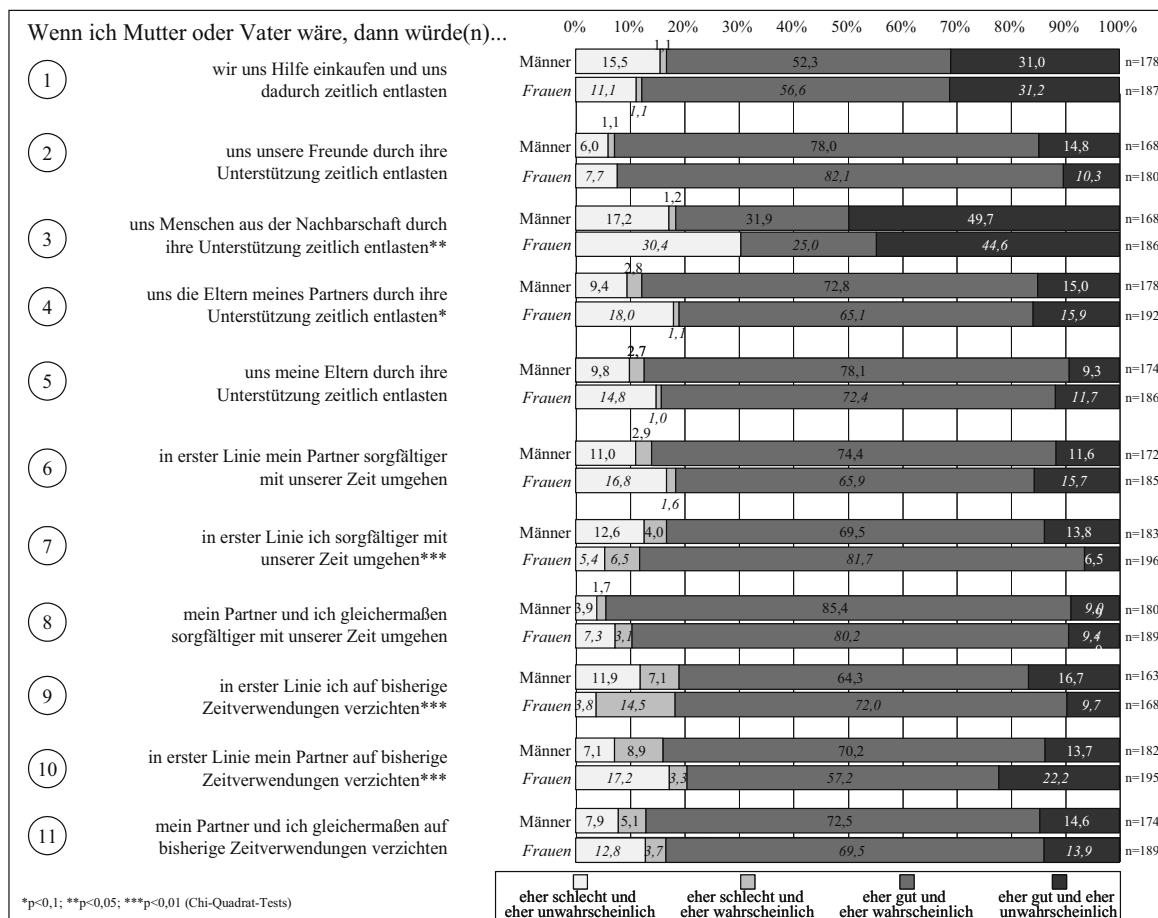 Wenn ich Mutter oder Vater wäre, dann würde(n)...
0% 10% 20% 30% 40% 50% 60% 70% 80% 90% 100%
1
wir uns Hilfe einkaufen und uns
dadurch zeitlich entlasten
Männer 15,5 1,1 52,3 31,0 n=178
Frauen 11,1 1,1 56,6 31,2 n=187
2
uns unsere Freunde durch ihre
Unterstützung zeitlich entlasten
Männer 6,0 1,1 78,0 14,8 n=168
Frauen 7,7 82,1 10,3 n=180
3
uns Menschen aus der Nachbarschaft durch
ihre Unterstützung zeitlich entlasten**
Männer 17,2 1,2 31,9 49,7 n=168
Frauen 30,4 25,0 44,6 n=186
4
uns die Eltern meines Partners durch ihre
Unterstützung zeitlich entlasten*
Männer 9,4 2,8 72,8 15,0 n=178
Frauen 18,0 1,1 65,1 15,9 n=192
5
uns meine Eltern durch ihre
Unterstützung zeitlich entlasten
Männer 9,8 2,7 78,1 9,3 n=174
Frauen 14,8 1,0 72,4 11,7 n=186
6
in erster Linie mein Partner sorgfältiger
mit unserer Zeit umgehen
Männer 11,0 2,9 74,4 11,6 n=172
Frauen 16,8 1,6 65,9 15,7 n=185
7
in erster Linie ich sorgfältiger mit
unserer Zeit umgehen***
Männer 12,6 4,0 69,5 13,8 n=183
Frauen 5,4 6,5 81,7 6,5 n=196
8
mein Partner und ich gleichermaßen
sorgfältiger mit unserer Zeit umgehen
Männer 3,9 1,7 85,4 9,0 n=180
Frauen 7,3 3,1 80,2 9,4 n=189
9
in erster Linie ich auf bisherige
Zeitverwendungen verzichten***
Männer 11,9 7,1 64,3 16,7 n=163
Frauen 3,8 14,5 72,0 9,7 n=168
10
in erster Linie mein Partner auf bisherige
Zeitverwendungen verzichten***
Männer 7,1 8,9 70,2 13,7 n=182
Frauen 17,2 3,3 57,2 22,2 n=195
11
mein Partner und ich gleichermaßen auf
bisherige Zeitverwendungen verzichten
Männer 7,9 5,1 72,5 14,6 n=174
Frauen 12,8 3,7 69,5 13,9 n=189
*p<0,1; **p<0,05; ***p<0,01 (Chi-Quadrat-Tests)
eher schlecht und
eher unwahrscheinlich
eher schlecht und
eher wahrscheinlich
eher gut und
eher wahrscheinlich
eher gut und eher
unwahrscheinlich